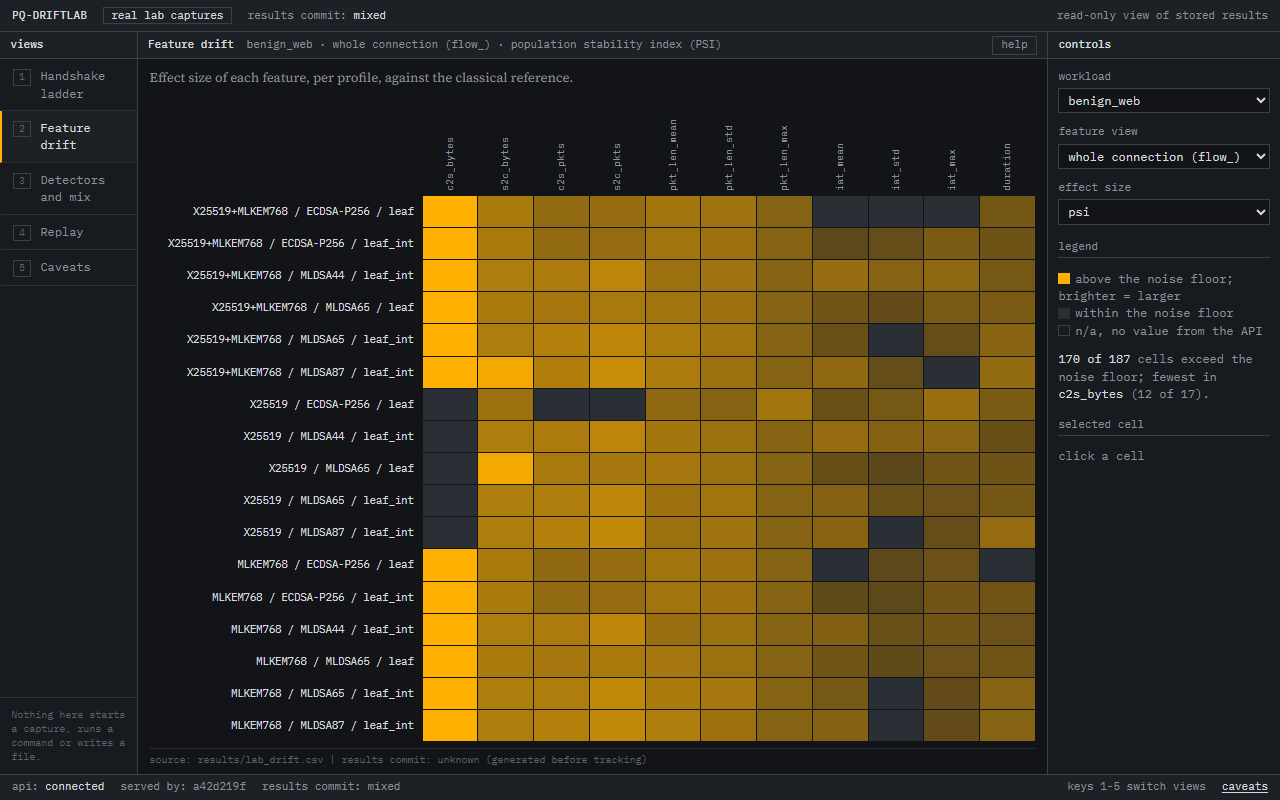 PQ-DRIFTLAB real lab captures results commit: mixed read-only view of stored results
views
1 Handshake
ladder
2 Feature
drift
3 Detectors
and mix
4 Replay
5 Caveats
Nothing here starts
a capture, runs a
command or writes a
file.
Feature drift benign_web · whole connection (flow_) · population stability index (PSI) help
Effect size of each feature, per profile, against the classical reference.
c2s_bytes
s2c_bytes
c2s_pkts
s2c_pkts
pkt_len_mean
pkt_len_std
pkt_len_max
iat_mean
iat_std
iat_max
duration
X25519+MLKEM768 / ECDSA-P256 / leaf
X25519+MLKEM768 / ECDSA-P256 / leaf_int
X25519+MLKEM768 / MLDSA44 / leaf_int
X25519+MLKEM768 / MLDSA65 / leaf
X25519+MLKEM768 / MLDSA65 / leaf_int
X25519+MLKEM768 / MLDSA87 / leaf_int
X25519 / ECDSA-P256 / leaf
X25519 / MLDSA44 / leaf_int
X25519 / MLDSA65 / leaf
X25519 / MLDSA65 / leaf_int
X25519 / MLDSA87 / leaf_int
MLKEM768 / ECDSA-P256 / leaf
MLKEM768 / ECDSA-P256 / leaf_int
MLKEM768 / MLDSA44 / leaf_int
MLKEM768 / MLDSA65 / leaf
MLKEM768 / MLDSA65 / leaf_int
MLKEM768 / MLDSA87 / leaf_int
source: results/lab_drift.csv | results commit: unknown (generated before tracking)
controls
workload
benign_web
feature view
whole connection (flow_)
effect size
psi
legend
above the noise floor;
brighter = larger
within the noise floor
n/a, no value from the API
170 of 187 cells exceed the
noise floor; fewest in
c2s_bytes (12 of 17).
selected cell
click a cell
api: connected served by: a42d219f results commit: mixed keys 1-5 switch views caveats